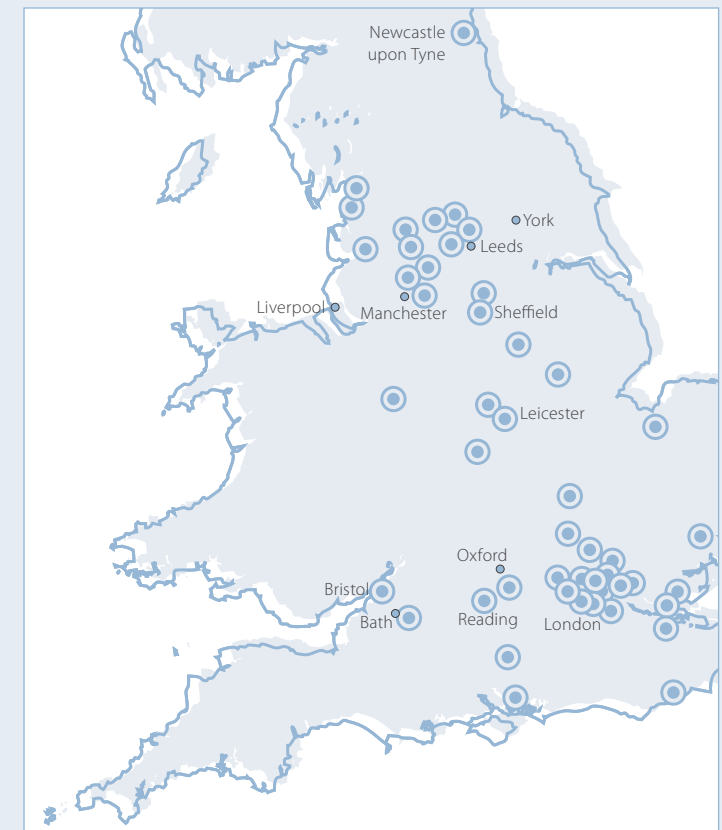 Newcastle
upon Tyne
York
Leeds
Liverpool
Manchester
Sheffield
Leicester
Oxford
Bristol
Bath
Reading
London